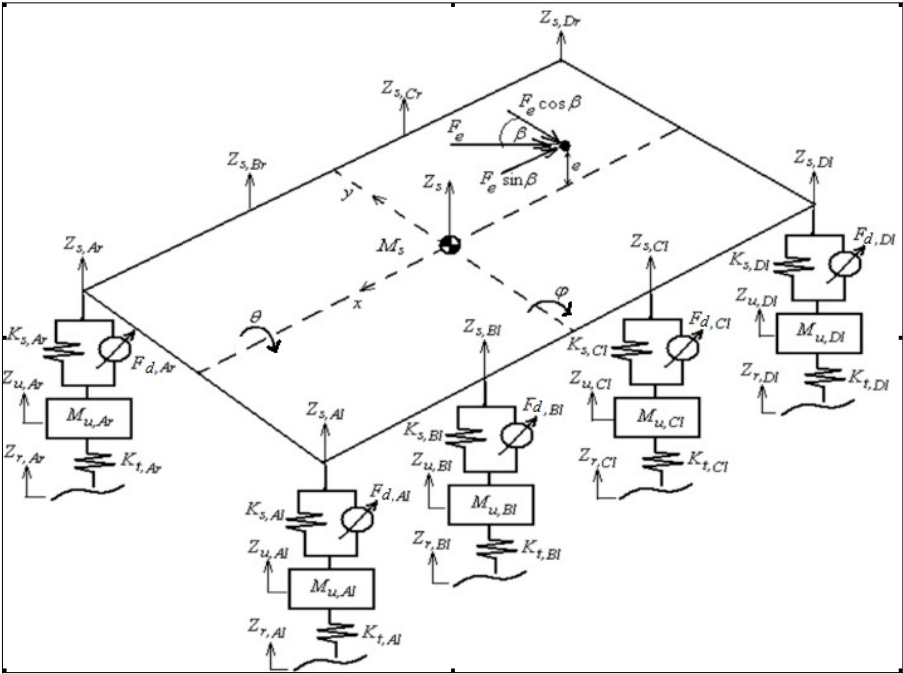 Z_{s,Dr}
Z_{s,Cr}
F_e cos β
F_e
β
Z_{s,Br}
Z_{s,Dl}
Z_s
F_e sin β
e
y
Z_{s,Ar}
M_s
Z_{s,Cl}
K_{s,Dl}
F_{d,Dl}
x
φ
Z_{u,Dl}
θ
K_{s,Ar}
F_{d,Ar}
Z_{s,Bl}
K_{s,Cl}
F_{d,Cl}
M_{u,Dl}
Z_{u,Ar}
Z_{u,Cl}
Z_{r,Dl}
K_{t,Dl}
M_{u,Ar}
Z_{s,Al}
F_{d,Bl}
M_{u,Cl}
K_{s,Bl}
Z_{r,Ar}
K_{t,Ar}
Z_{u,Bl}
Z_{r,Cl}
K_{t,Cl}
K_{s,Al}
F_{d,Al}
M_{u,Bl}
Z_{u,Al}
Z_{r,Bl}
K_{t,Bl}
M_{u,Al}
Z_{r,Al}
K_{t,Al}